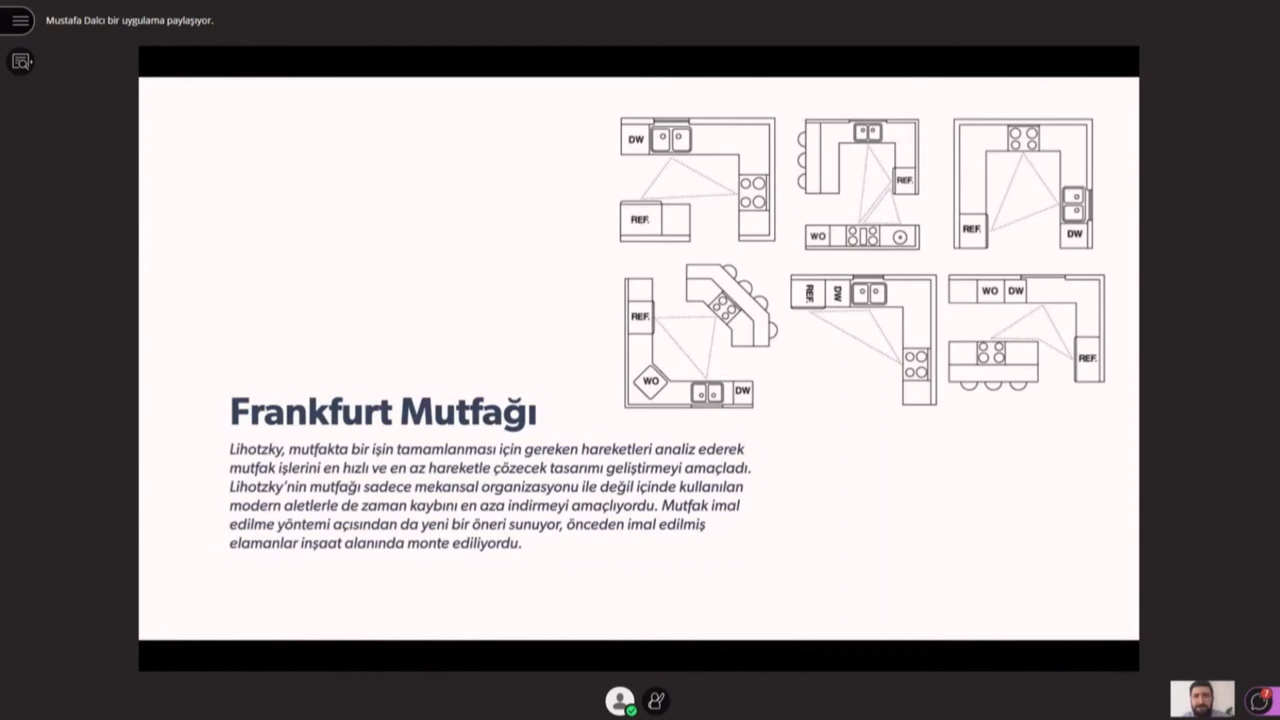 Mustafa Dalcı bir uygulama paylaşıyor.
DW
REF.
REF.
WO
REF.
DW
REF.
WO
DW
REF.
DW
WO
DW
REF.
Frankfurt Mutfağı
Lihotzky, mutfakta bir işin tamamlanması için gereken hareketleri analiz ederek
mutfak işlerini en hızlı ve en az hareketle çözecek tasarımı geliştirmeyi amaçladı.
Lihotzky'nin mutfağı sadece mekansal organizasyonu ile değil içinde kullanılan
modern aletlerle de zaman kaybını en aza indirmeyi amaçlıyordu. Mutfak imal
edilme yöntemi açısından da yeni bir öneri sunuyor, önceden imal edilmiş
elamanlar inşaat alanında monte ediliyordu.
7